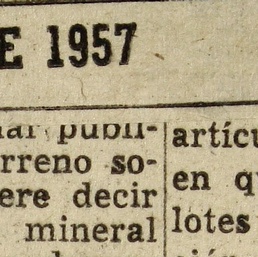 E 1957
publi-
rreno so-
ere decir
mineral
artícu
en q
lotes